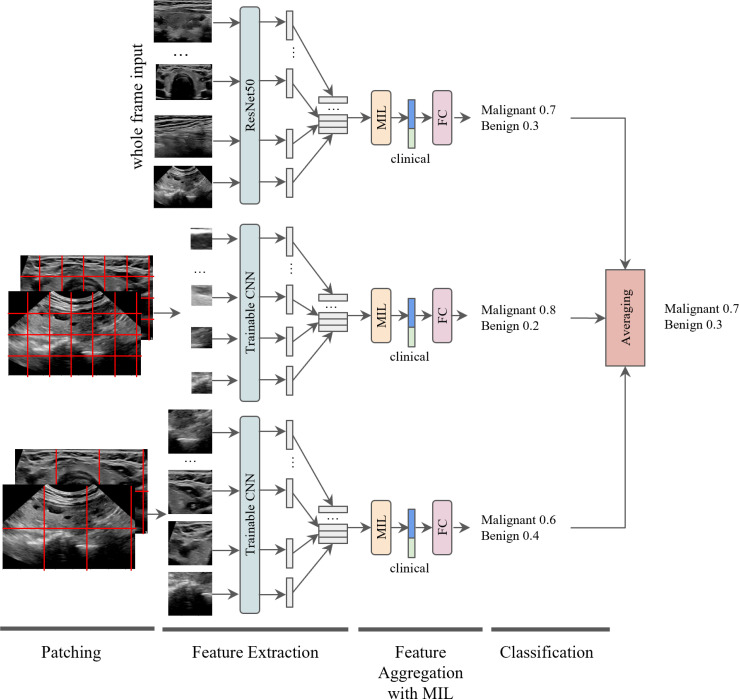 whole frame input
...
ResNet50
...
...
MIL
clinical
FC
Malignant 0.7
Benign 0.3
...
Trainable CNN
...
...
MIL
clinical
FC
Malignant 0.8
Benign 0.2
Averaging
Malignant 0.7
Benign 0.3
...
Trainable CNN
...
...
MIL
clinical
FC
Malignant 0.6
Benign 0.4
Patching
Feature Extraction
Feature
Aggregation
with MIL
Classification